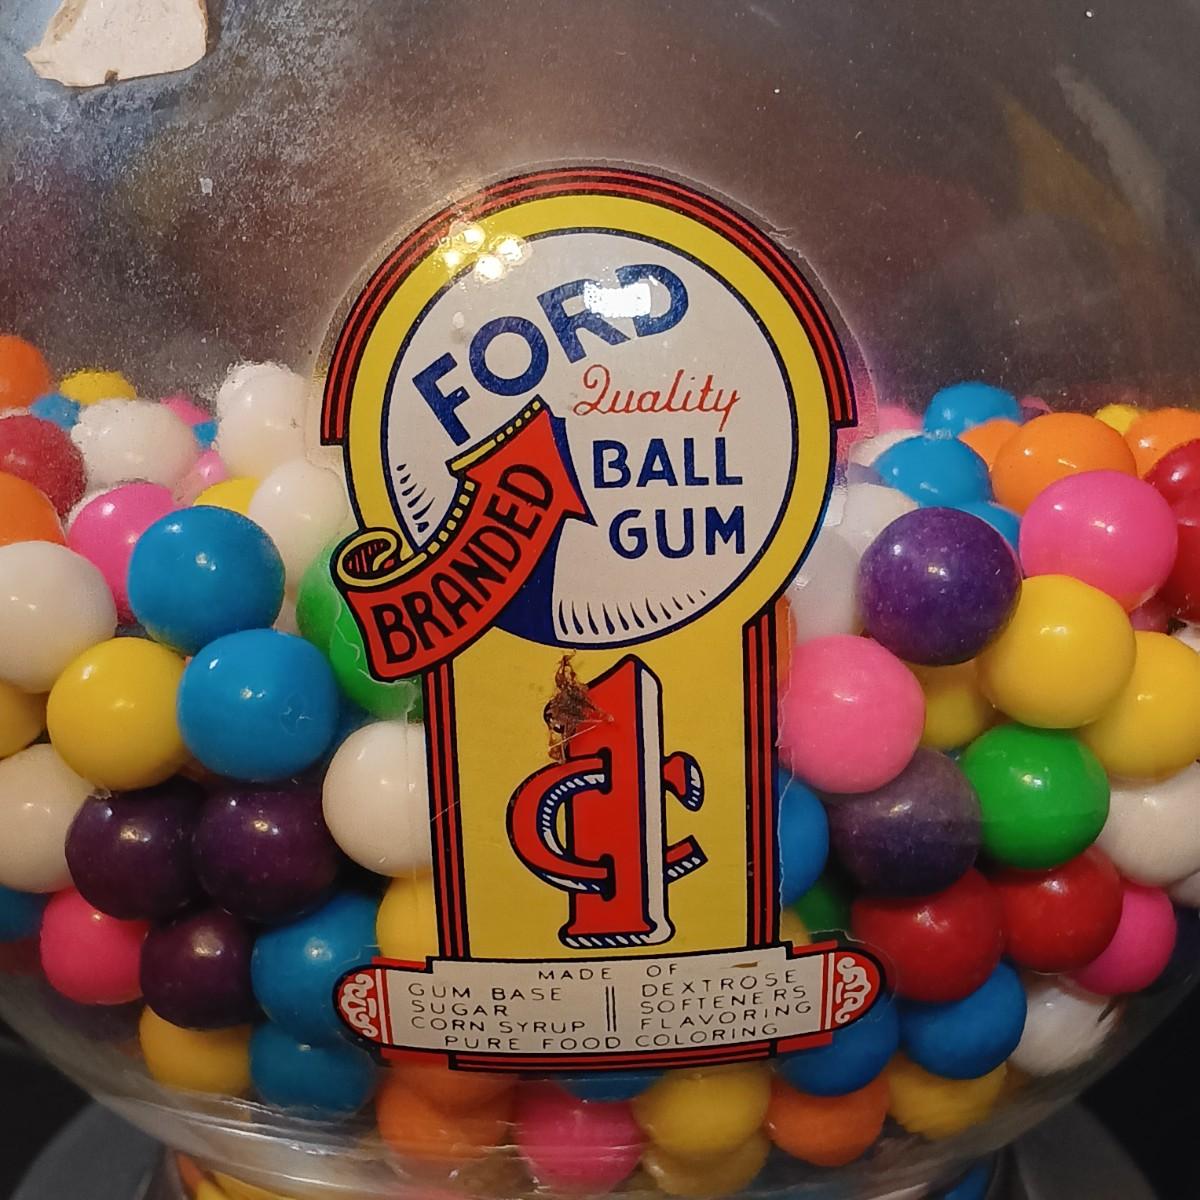 FORD
Quality
BALL
GUM
BRANDED
1¢
MADE OF
GUM BASE
SUGAR
CORN SYRUP
DEXTROSE
SOFTENERS
FLAVORING
PURE FOOD COLORING